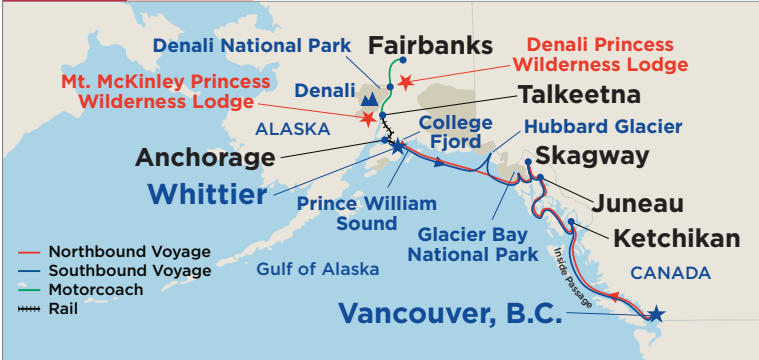 Denali National Park
Fairbanks
Denali Princess
Wilderness Lodge
Mt. McKinley Princess
Wilderness Lodge
Denali
Talkeetna
ALASKA
College
Fjord
Hubbard Glacier
Anchorage
Skagway
Whittier
Prince William
Sound
Juneau
Glacier Bay
National Park
Ketchikan
Northbound Voyage
Southbound Voyage
Motorcoach
Rail
Gulf of Alaska
Inside Passage
CANADA
Vancouver, B.C.